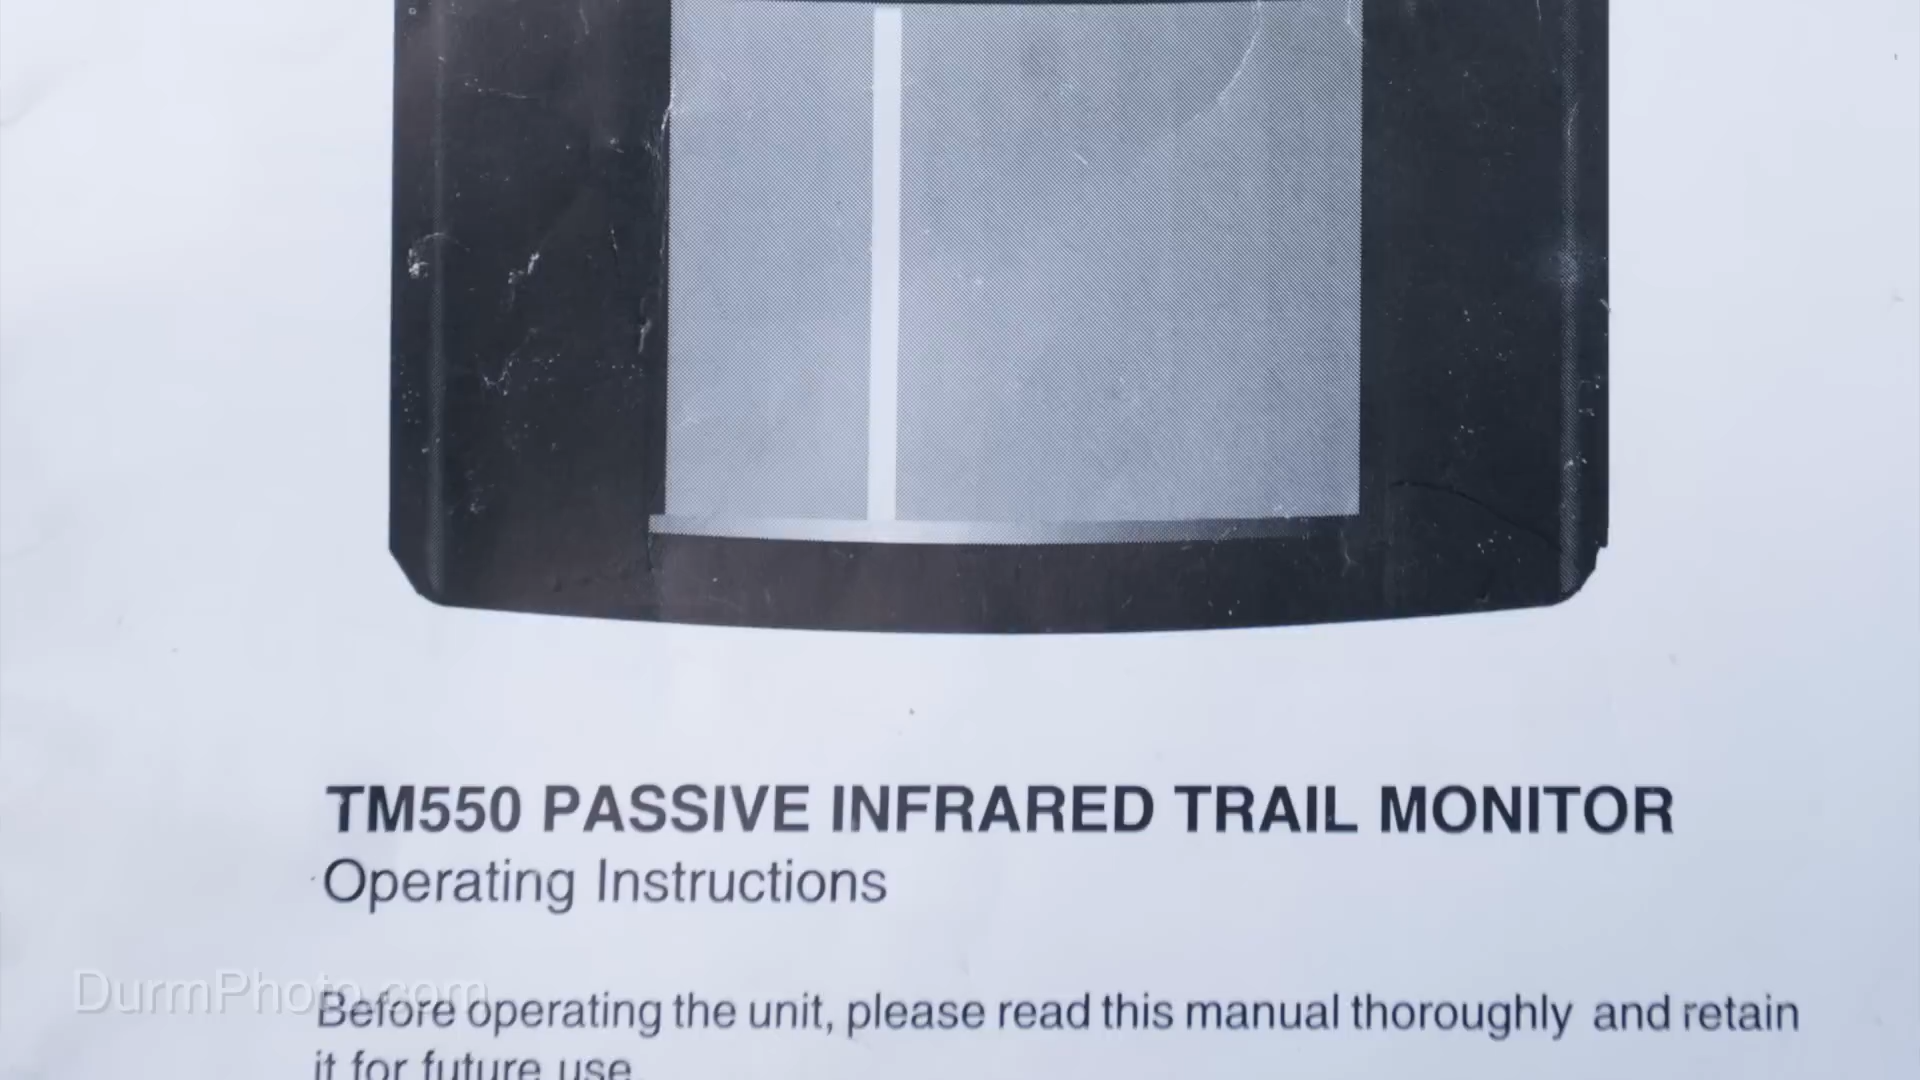 TM550 PASSIVE INFRARED TRAIL MONITOR
Operating Instructions
DurmPhoto.com
Before operating the unit, please read this manual thoroughly and retain
it for future use.